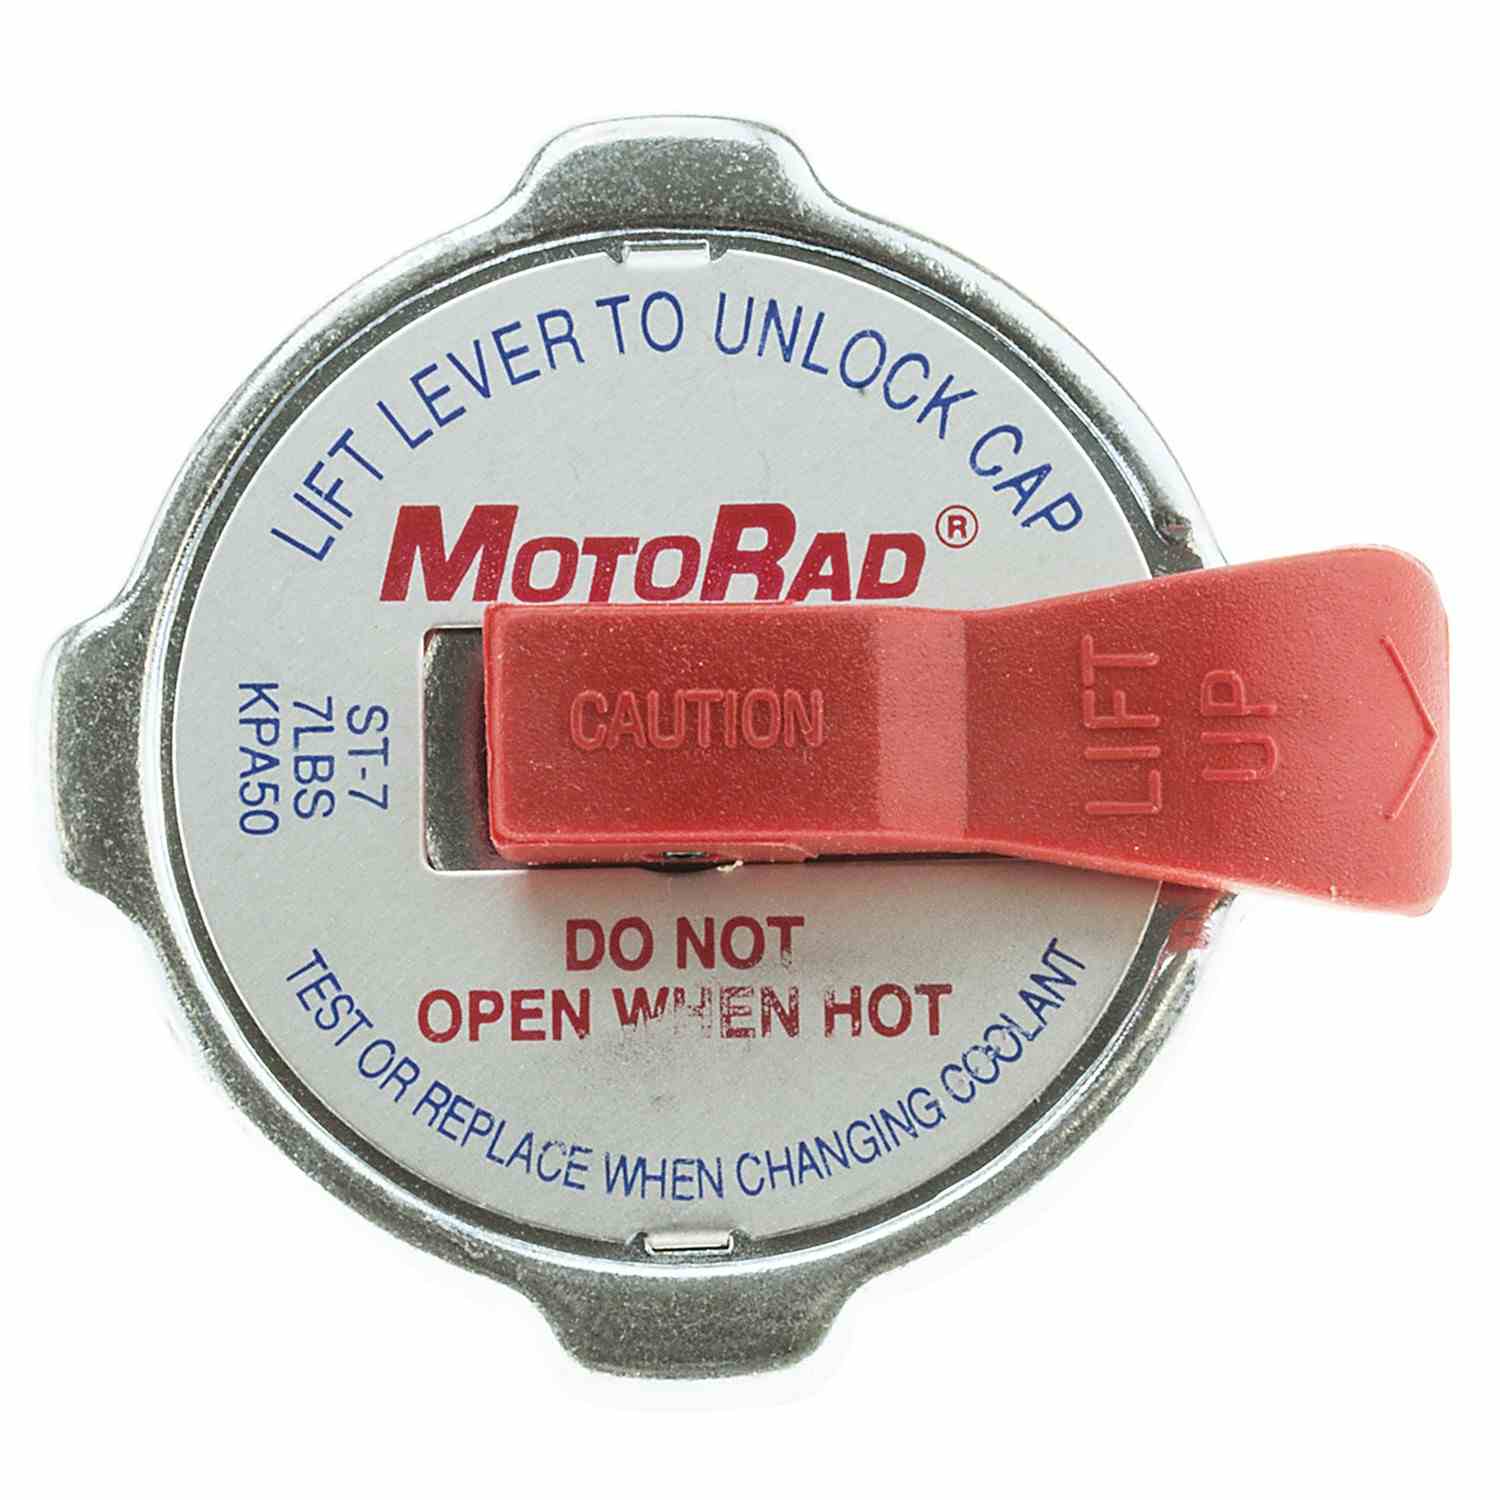 LIFT LEVER TO UNLOCK CAP
MOTORAD®
CAUTION
LIFT
UP
ST-7
7LBS
KPA50
DO NOT
OPEN WHEN HOT
TEST OR REPLACE WHEN CHANGING COOLANT